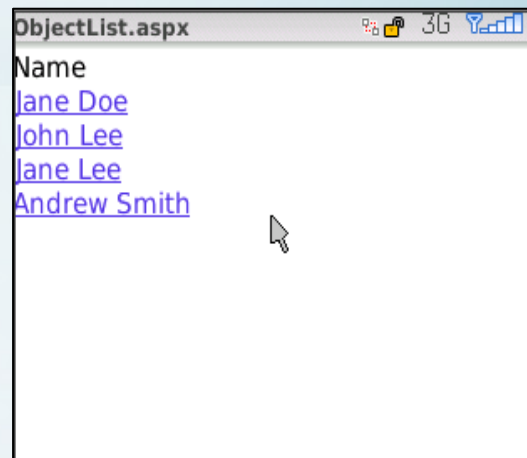 ObjectList.aspx 3G
Name
Jane Doe
John Lee
Jane Lee
Andrew Smith